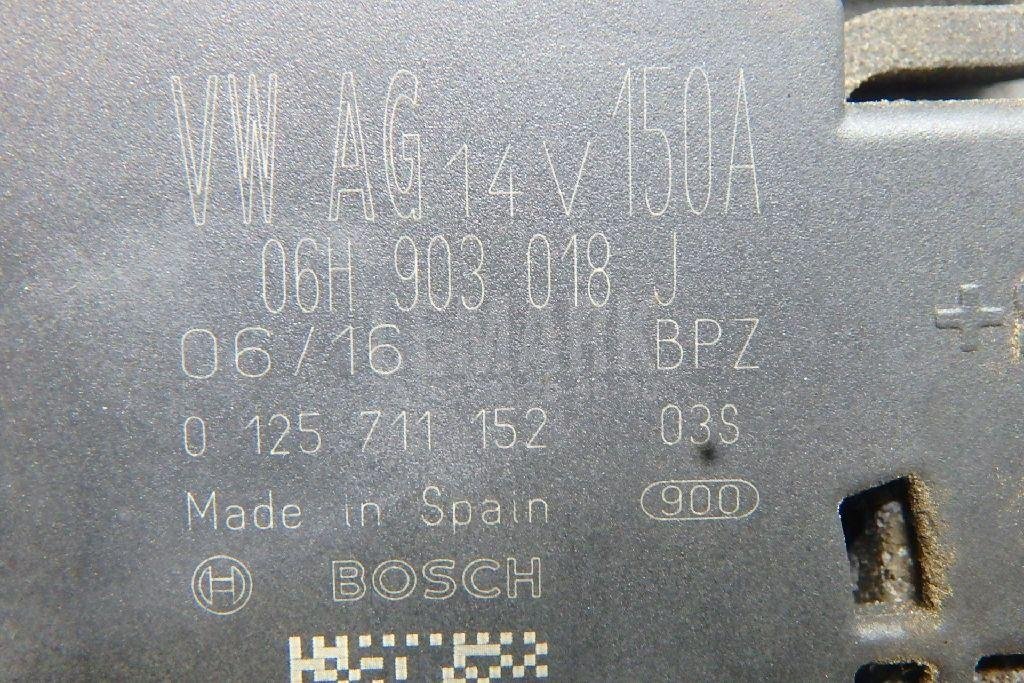 VW AG 14V 150A
06H 903 018 J
06/16 BPZ
0 125 711 152 03S
Made in Spain 900
BOSCH